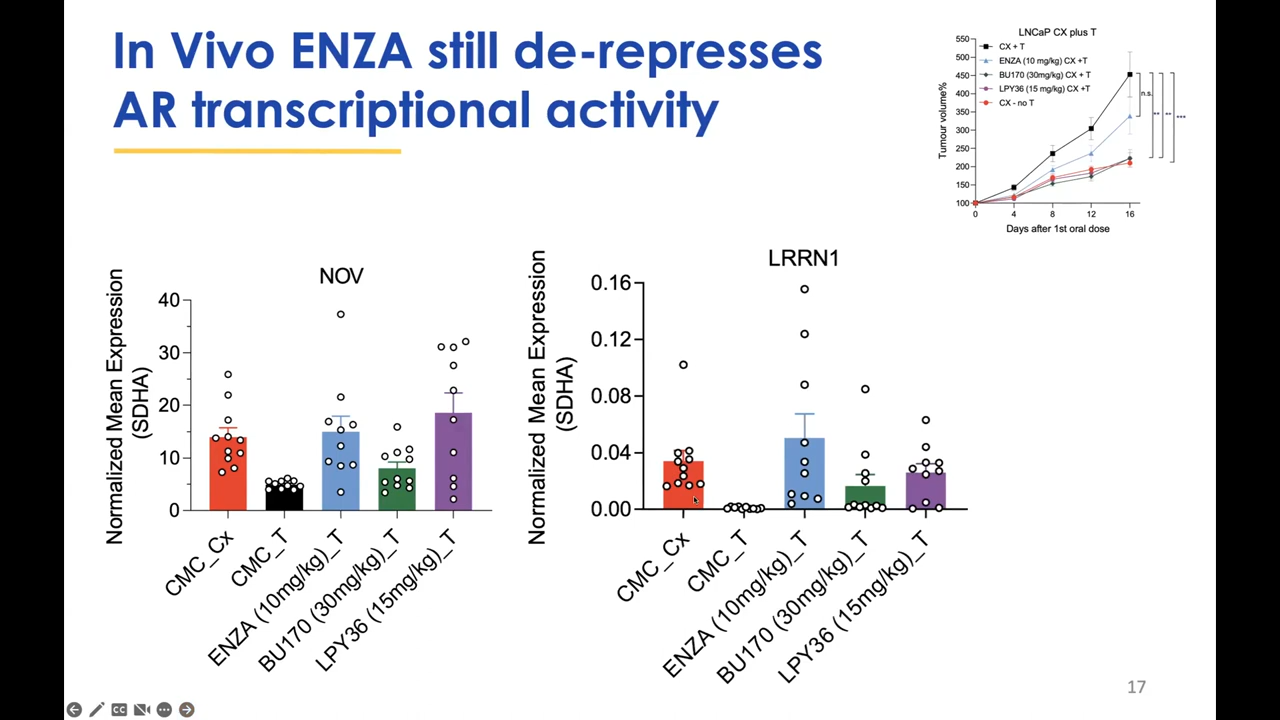 In Vivo ENZA still de-represses
AR transcriptional activity
LNCaP CX plus T
CX + T
ENZA (10 mg/kg) CX +T
BU170 (30mg/kg) CX + T
LPY36 (15 mg/kg) CX +T
CX - no T
Tumour volume%
550
500
450
400
350
300
250
200
150
100
0 4 8 12 16
Days after 1st oral dose
n.s.
**
**
***
NOV
Normalized Mean Expression
(SDHA)
40
30
20
10
0
CMC_Cx
CMC_T
ENZA (10mg/kg)_T
BU170 (30mg/kg)_T
LPY36 (15mg/kg)_T
LRRN1
Normalized Mean Expression
(SDHA)
0.16
0.12
0.08
0.04
0.00
CMC_Cx
CMC_T
ENZA (10mg/kg)_T
BU170 (30mg/kg)_T
LPY36 (15mg/kg)_T
17
CC